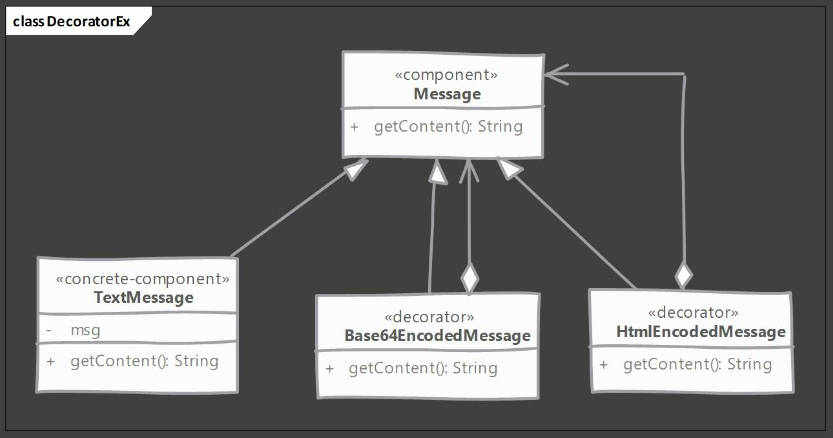 class DecoratorEx
«component»
Message
+ getContent(): String
«concrete-component»
TextMessage
- msg
+ getContent(): String
«decorator»
Base64EncodedMessage
+ getContent(): String
«decorator»
HtmlEncodedMessage
+ getContent(): String